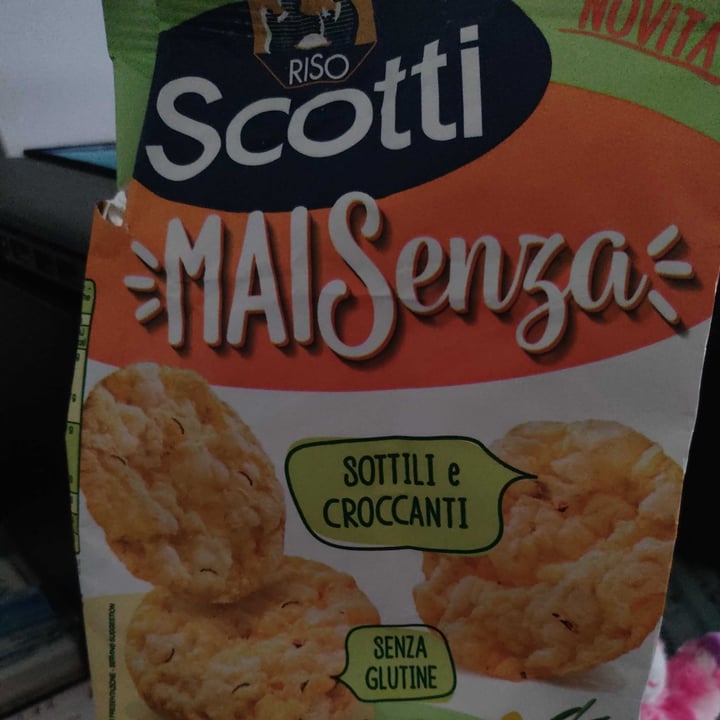 NOVITÀ
RISO
Scotti
MAISenza
SOTTILI e
CROCCANTI
SENZA
GLUTINE